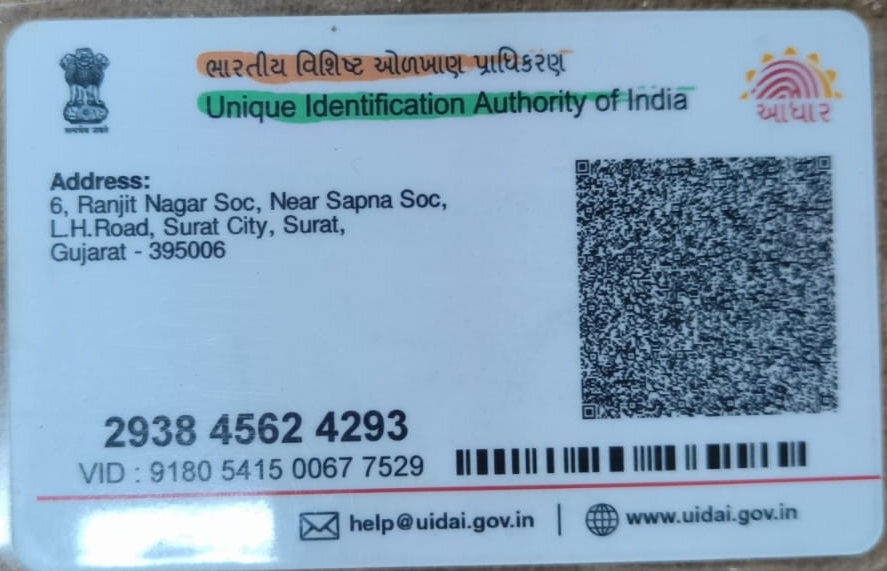 ભારતીય વિશિષ્ટ ઓળખાણ પ્રાધિકરણ
Unique Identification Authority of India
सत्यमेव जयते
આધાર
Address:
6, Ranjit Nagar Soc, Near Sapna Soc,
L.H.Road, Surat City, Surat,
Gujarat - 395006
2938 4562 4293
VID : 9180 5415 0067 7529
help@uidai.gov.in | www.uidai.gov.in